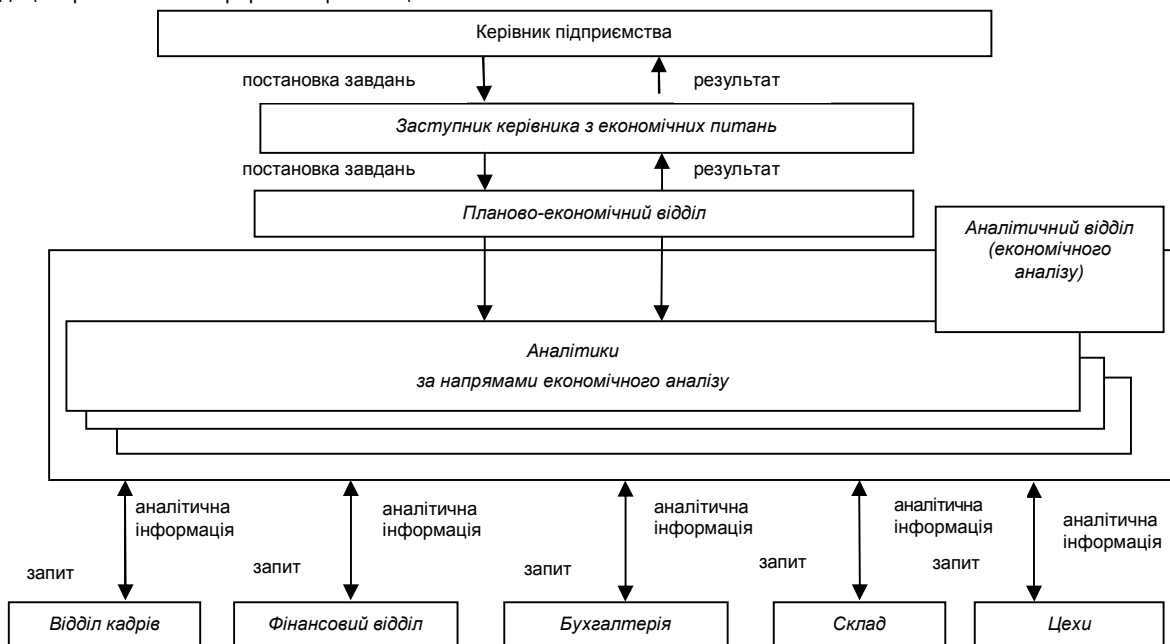 Керівник підприємства
постановка завдань
результат
Заступник керівника з економічних питань
постановка завдань
результат
Планово-економічний відділ
Аналітичний відділ
(економічного
аналізу)
Аналітики
за напрямами економічного аналізу
аналітична
інформація
аналітична
інформація
аналітична
інформація
аналітична
інформація
аналітична
інформація
запит
запит
запит
запит
запит
Відділ кадрів
Фінансовий відділ
Бухгалтерія
Склад
Цехи